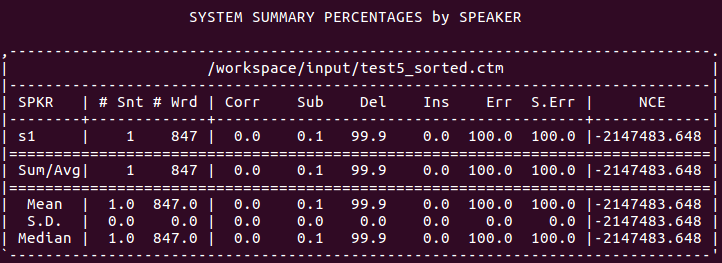 SYSTEM SUMMARY PERCENTAGES by SPEAKER
,------------------------------------------------------------------------------.
|                       /workspace/input/test5_sorted.ctm                      |
|------------------------------------------------------------------------------|
| SPKR   | # Snt # Wrd | Corr    Sub    Del    Ins    Err  S.Err |     NCE      |
|--------+-------------+-----------------------------------------+-------------|
| s1     |    1    847 |  0.0    0.1   99.9    0.0  100.0  100.0 |-2147483.648 |
|==============================================================================|
| Sum/Avg|    1    847 |  0.0    0.1   99.9    0.0  100.0  100.0 |-2147483.648 |
|==============================================================================|
|  Mean  |  1.0  847.0 |  0.0    0.1   99.9    0.0  100.0  100.0 |-2147483.648 |
|  S.D.  |  0.0    0.0 |  0.0    0.0    0.0    0.0    0.0    0.0 |-2147483.648 |
| Median |  1.0  847.0 |  0.0    0.1   99.9    0.0  100.0  100.0 |-2147483.648 |
`------------------------------------------------------------------------------'